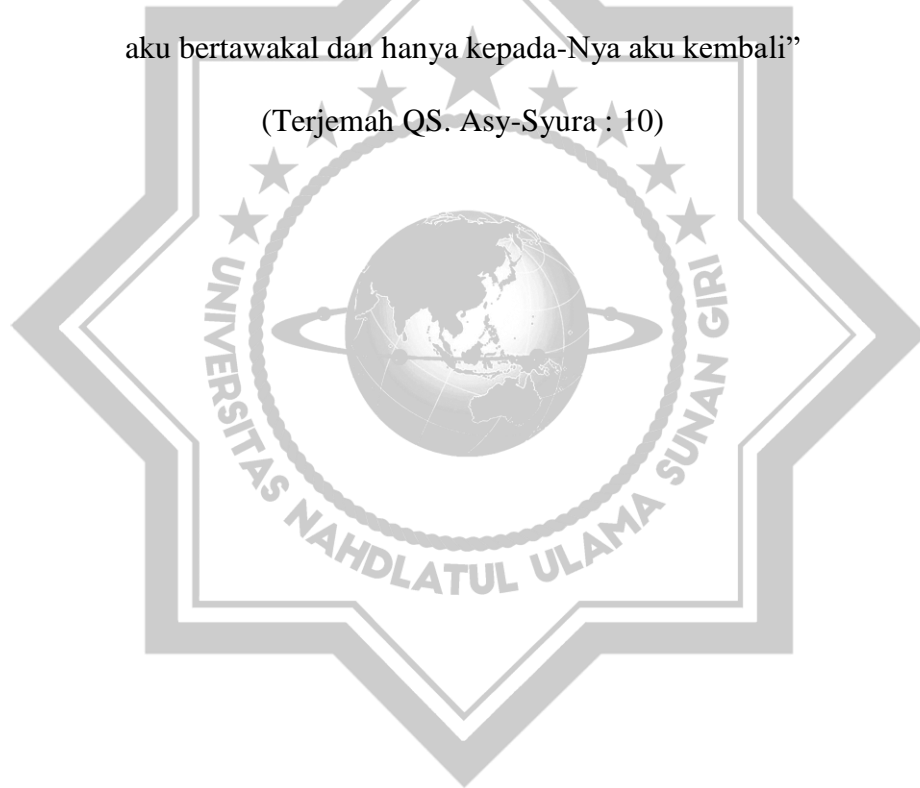 aku bertawakal dan hanya kepada-Nya aku kembali”
(Terjemah QS. Asy-Syura : 10)
UNIVERSITAS NAHDLATUL ULAMA SUNAN GIRI